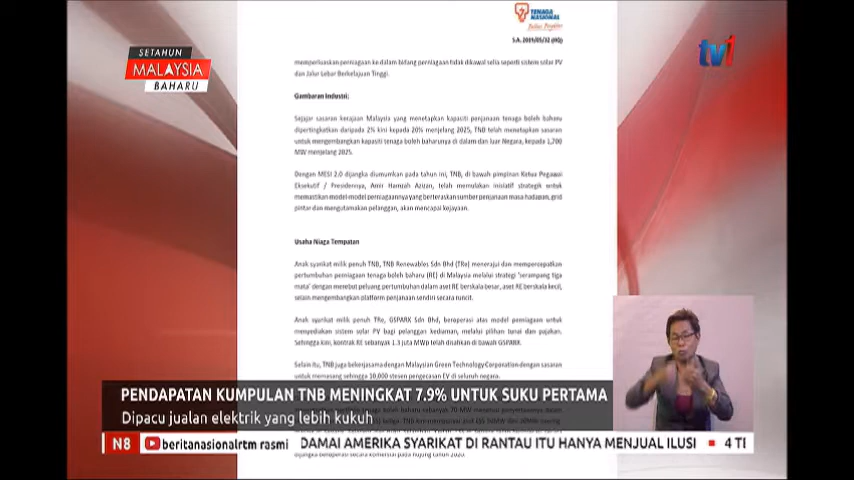 TENAGA
NASIONAL
S.A. 2019/05/32 (HQ)
SETAHUN
MALAYSIA
BAHARU
tv1
memperluaskan perniagaan ke dalam bidang perniagaan tidak dikawal selia seperti sistem solar PV
dan Jalur Lebar Berkelajuan Tinggi.
Gambaran Industri:
Sejajar sasaran kerajaan Malaysia yang menetapkan kapasiti penjanaan tenaga boleh baharu
dipertingkatkan daripada 2% kini kepada 20% menjelang 2025, TNB telah menetapkan sasaran
untuk mengembangkan kapasiti tenaga boleh baharunya di dalam dan luar Negara, kepada 1,700
MW menjelang 2025.
Dengan MESI 2.0 dijangka diumumkan pada tahun ini, TNB, di bawah pimpinan Ketua Pegawai
Eksekutif / Presidennya, Amir Hamzah Azizan, telah memulakan inisiatif strategik untuk
memastikan model-model perniagaannya yang berteraskan sumber penjanaan masa hadapan, grid
pintar dan mengutamakan pelanggan, akan mencapai kejayaan.
Usaha Niaga Tempatan
Anak syarikat milik penuh TNB, TNB Renewables Sdn Bhd (TRe) menerajui dan mempercepatkan
pertumbuhan perniagaan tenaga boleh baharu (RE) di Malaysia melalui strategi "serampang tiga
mata" dengan merebut peluang pertumbuhan dalam aset RE berskala besar, aset RE berskala kecil,
selain mengembangkan platform penjanaan sendiri secara runcit.
Anak syarikat milik penuh TRe, GSPARX Sdn Bhd, beroperasi atas model perniagaan untuk
menyediakan sistem solar PV bagi pelanggan kediaman, melalui pilihan tunai dan pajakan.
Sehingga kini, kontrak RE sebanyak 1.3 juta MWp telah disahkan di bawah GSPARX.
Selain itu, TNB juga bekerjasama dengan Malaysian Green Technology Corporation dengan sasaran
untuk memasang sehingga 10,000 stesen pengecasan EV di seluruh negara.
PENDAPATAN KUMPULAN TNB MENINGKAT 7.9% UNTUK SUKU PERTAMA
Dipacu jualan elektrik yang lebih kukuh
N8 beritanasionalrtm rasmi DAMAI AMERIKA SYARIKAT DI RANTAU ITU HANYA MENJUAL ILUSI ▪ 4 TE
dijangka beroperasi secara komersial pada hujung tahun 2020.